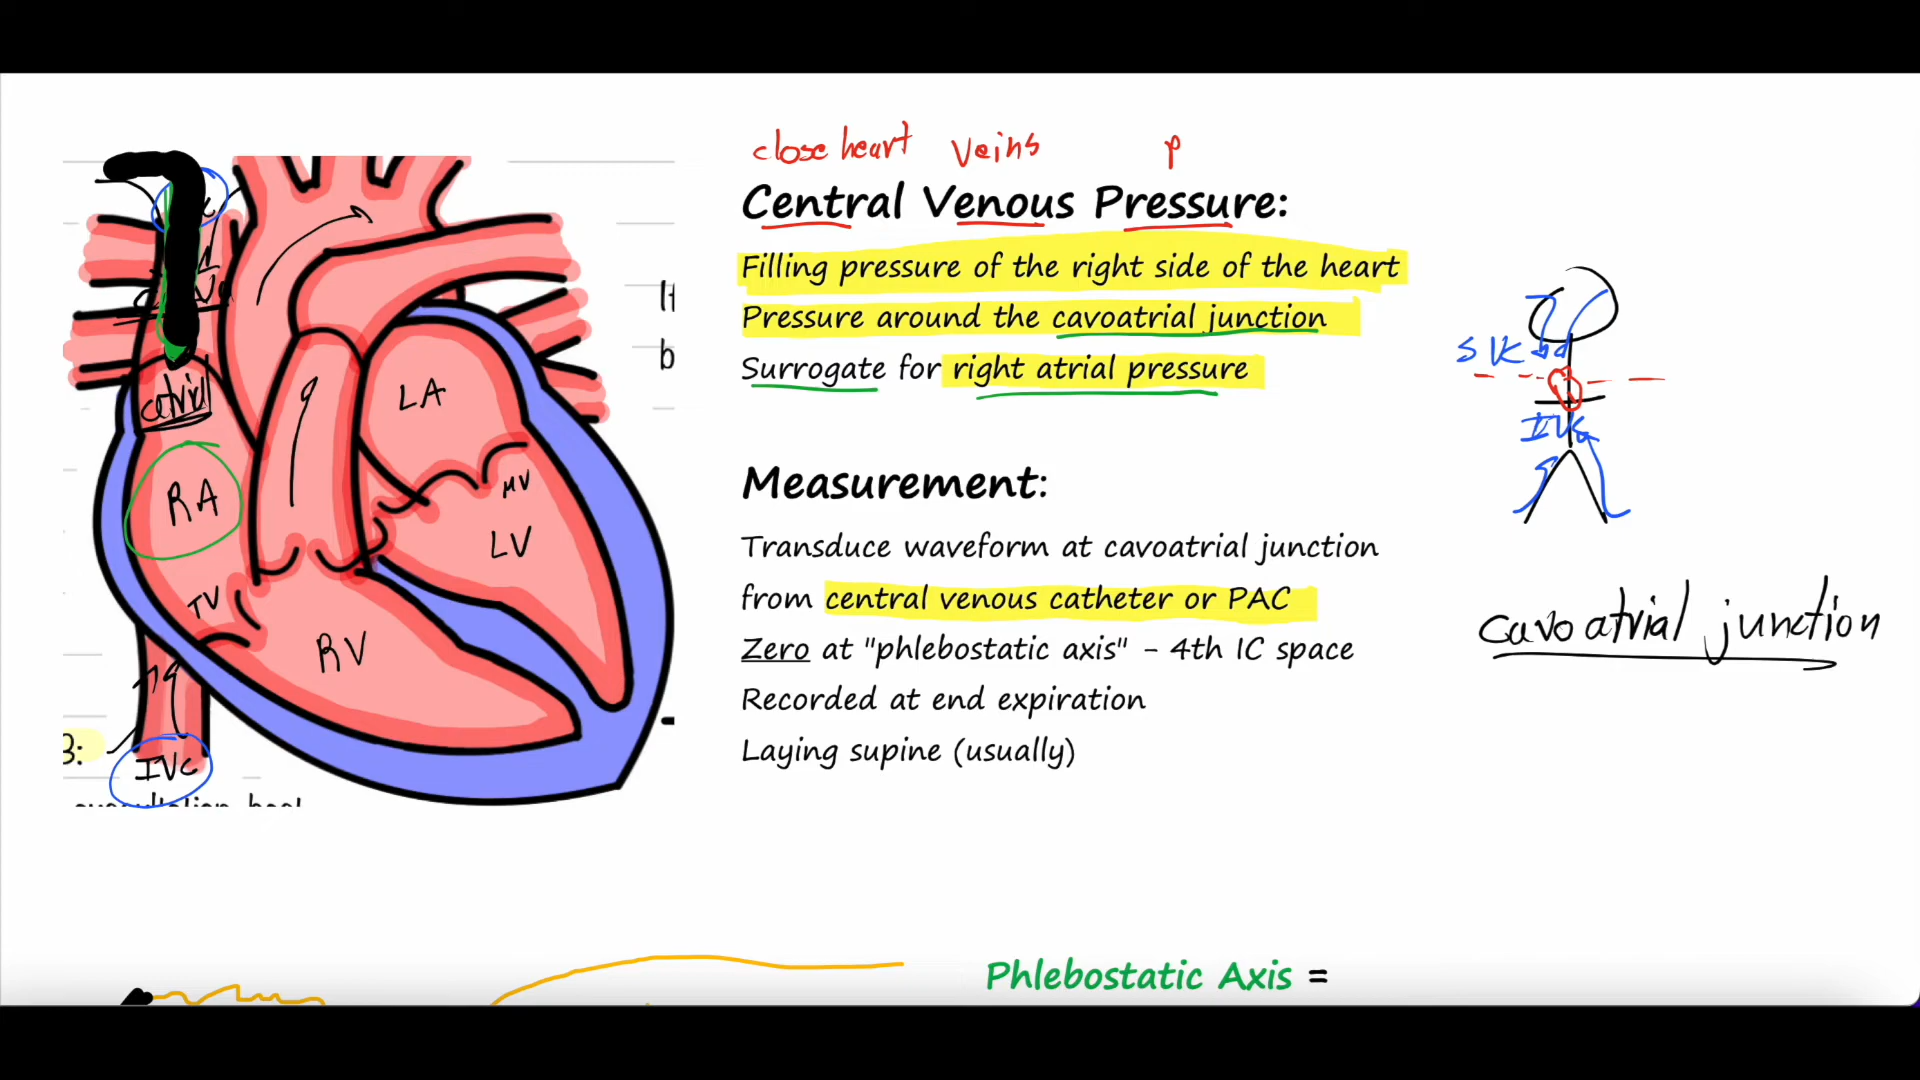 close heart veins p
Central Venous Pressure:
Filling pressure of the right side of the heart
Pressure around the cavoatrial junction
Surrogate for right atrial pressure
Measurement:
Transduce waveform at cavoatrial junction
from central venous catheter or PAC
Zero at "phlebostatic axis" - 4th IC space
Recorded at end expiration
Laying supine (usually)
LA
RA
MV
LV
TV
RV
IVC
3:
SVC
IVC
cavoatrial junction
Phlebostatic Axis =